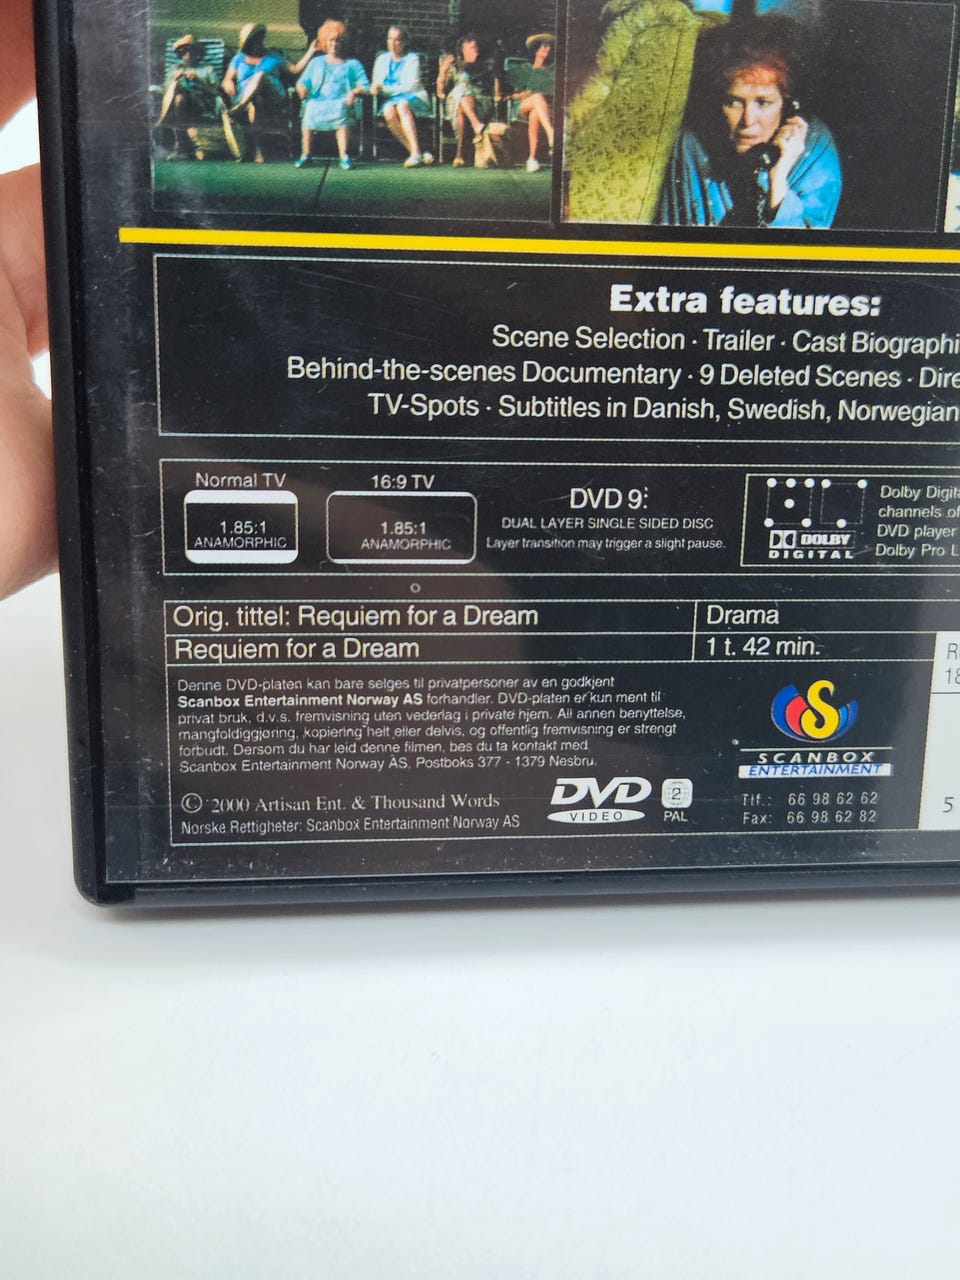 Extra features:
Scene Selection · Trailer · Cast Biographi
Behind-the-scenes Documentary · 9 Deleted Scenes · Dire
TV-Spots · Subtitles in Danish, Swedish, Norwegian
Normal TV
1.85:1
ANAMORPHIC
16:9 TV
1.85:1
ANAMORPHIC
DVD 9:
DUAL LAYER SINGLE SIDED DISC
Layer transition may trigger a slight pause.
DOLBY
DIGITAL
Dolby Digita
channels of
DVD player
Dolby Pro L
Orig. tittel: Requiem for a Dream
Drama
Requiem for a Dream
1 t. 42 min.
R
18
Denne DVD-platen kan bare selges til privatpersoner av en godkjent
Scanbox Entertainment Norway AS forhandler. DVD-platen er kun ment til
privat bruk, d.v.s. fremvisning uten vederlag i private hjem. All annen benyttelse,
mangfoldiggjøring, kopiering helt eller delvis, og offentlig fremvisning er strengt
forbudt. Dersom du har leid denne filmen, bes du ta kontakt med
Scanbox Entertainment Norway AS, Postboks 377 - 1379 Nesbru.
© 2000 Artisan Ent. & Thousand Words
Norske Rettigheter: Scanbox Entertainment Norway AS
DVD
VIDEO
2
PAL
S
SCANBOX
ENTERTAINMENT
Tlf.: 66 98 62 62
Fax: 66 98 62 82
5